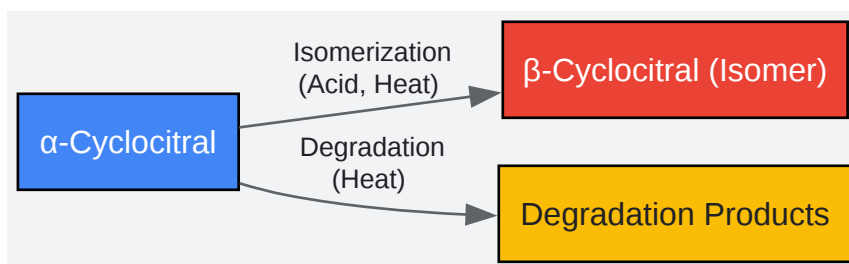 α-Cyclocitral
Isomerization
(Acid, Heat)
β-Cyclocitral (Isomer)
Degradation
(Heat)
Degradation Products